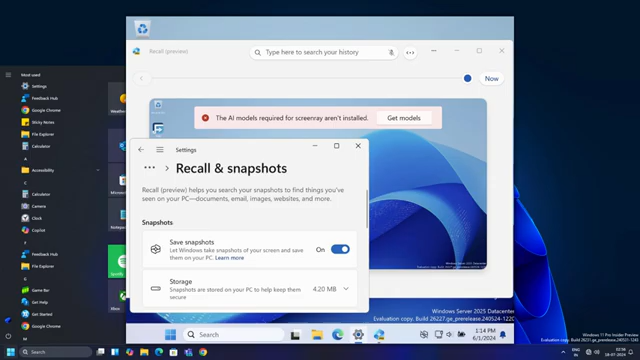 Most used
Settings
Feedback Hub
Google Chrome
Sticky Notes
File Explorer
Calculator
A
Accessibility
C
Calculator
Camera
Clock
Copilot
F
Feedback Hub
File Explorer
G
Game Bar
Get Help
Get Started
Google Chrome
Search
Spotify
Xbox
Recall (preview)
Type here to search your history
Now
The AI models required for screenray aren't installed.
Get models
Settings
Recall & snapshots
Recall (preview) helps you search your snapshots to find things you've
seen on your PC—documents, email, images, websites, and more.
Snapshots
Save snapshots
Let Windows take snapshots of your screen and save
them on your PC. Learn more
On
Storage
Snapshots are stored on your PC to help keep them
secure
4.20 MB
Windows Server 2025 Datacenter
Evaluation copy. Build 26227.ge_prerelease.240524-1220
Search
1:14 PM
6/1/2024
Windows 11 Pro Insider Preview
ENG
IN